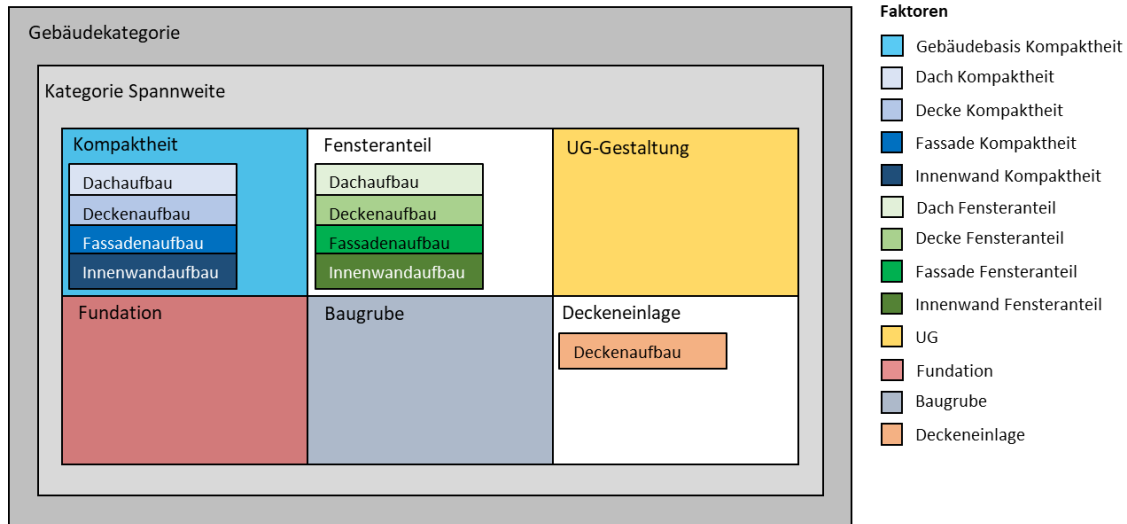 Gebäudekategorie
Kategorie Spannweite
Kompaktheit
Dachaufbau
Deckenaufbau
Fassadenaufbau
Innenwandaufbau
Fensteranteil
Dachaufbau
Deckenaufbau
Fassadenaufbau
Innenwandaufbau
UG-Gestaltung
Fundation
Baugrube
Deckeneinlage
Deckenaufbau
Faktoren
Gebäudebasis Kompaktheit
Dach Kompaktheit
Decke Kompaktheit
Fassade Kompaktheit
Innenwand Kompaktheit
Dach Fensteranteil
Decke Fensteranteil
Fassade Fensteranteil
Innenwand Fensteranteil
UG
Fundation
Baugrube
Deckeneinlage